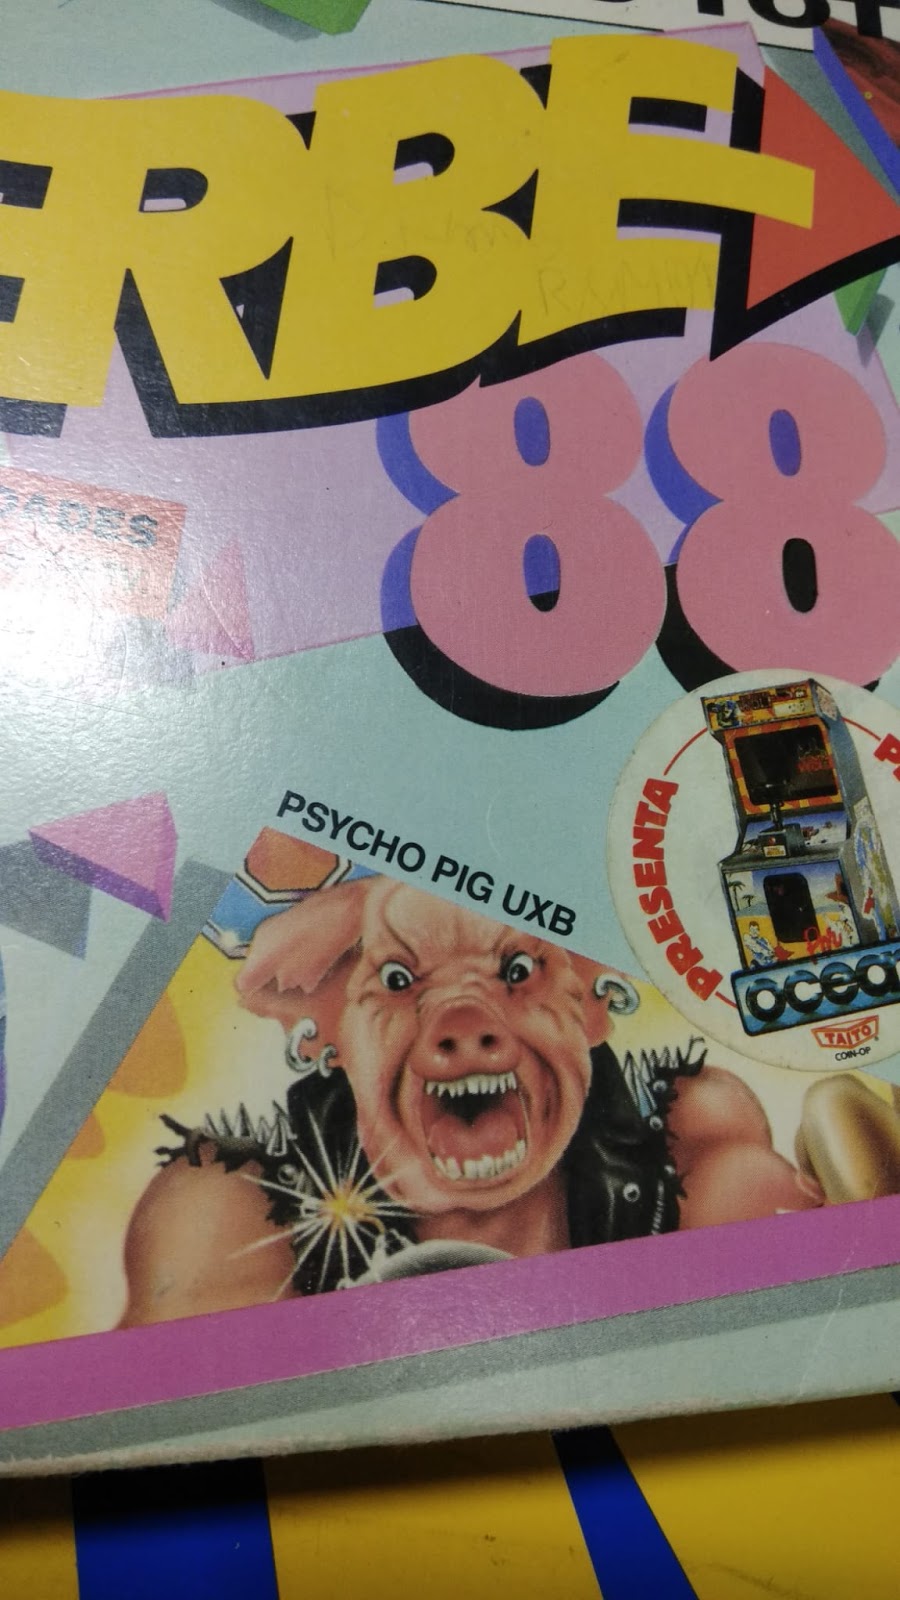 ERBE
88
PSYCHO PIG UXB
PRESENTA
ocean
TAITO
COIN-OP